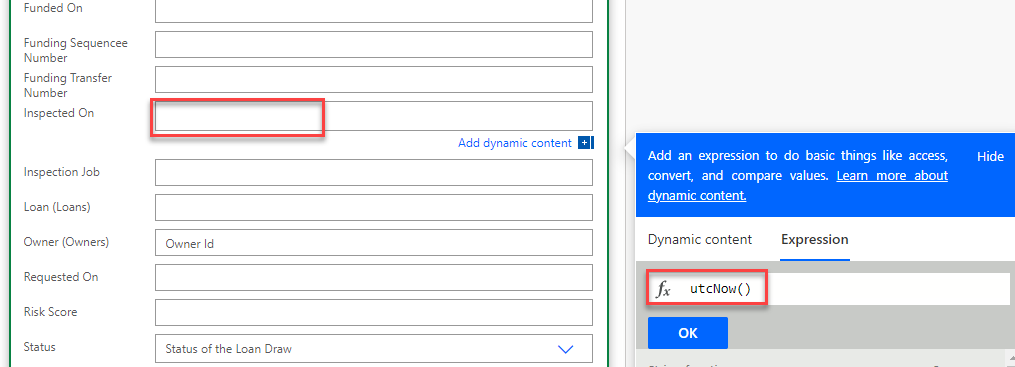 Funded On
Funding Sequencee
Number
Funding Transfer
Number
Inspected On
Add dynamic content
Inspection Job
Loan (Loans)
Owner (Owners)
Owner Id
Requested On
Risk Score
Status
Status of the Loan Draw
Add an expression to do basic things like access,
convert, and compare values. Learn more about
dynamic content.
Hide
Dynamic content
Expression
fx utcNow()
OK